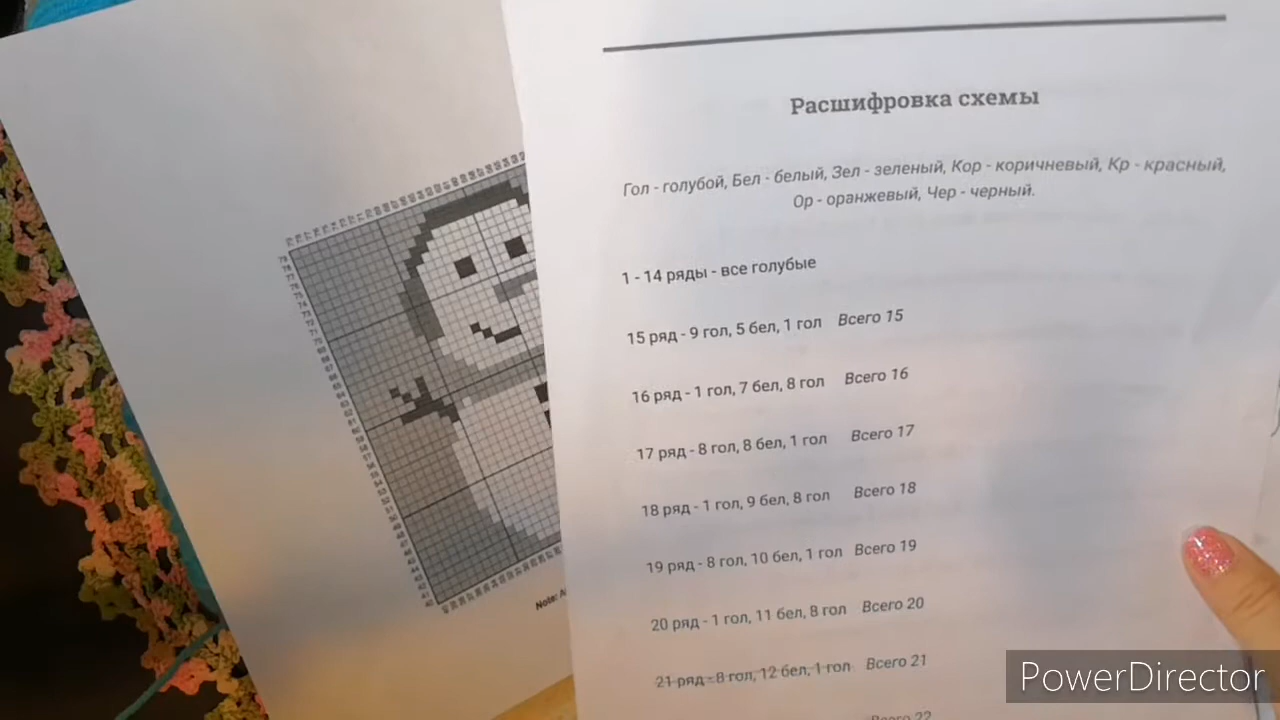 Расшифровка схемы
Гол - голубой, Бел - белый, Зел - зеленый, Кор - коричневый, Кр - красный,
Ор - оранжевый, Чер - черный.
1 - 14 ряды - все голубые
15 ряд - 9 гол, 5 бел, 1 гол Всего 15
16 ряд - 1 гол, 7 бел, 8 гол Всего 16
17 ряд - 8 гол, 8 бел, 1 гол Всего 17
18 ряд - 1 гол, 9 бел, 8 гол Всего 18
19 ряд - 8 гол, 10 бел, 1 гол Всего 19
20 ряд - 1 гол, 11 бел, 8 гол Всего 20
21 ряд - 8 гол, 12 бел, 1 гол Всего 21
Всего 22
Note:
PowerDirector